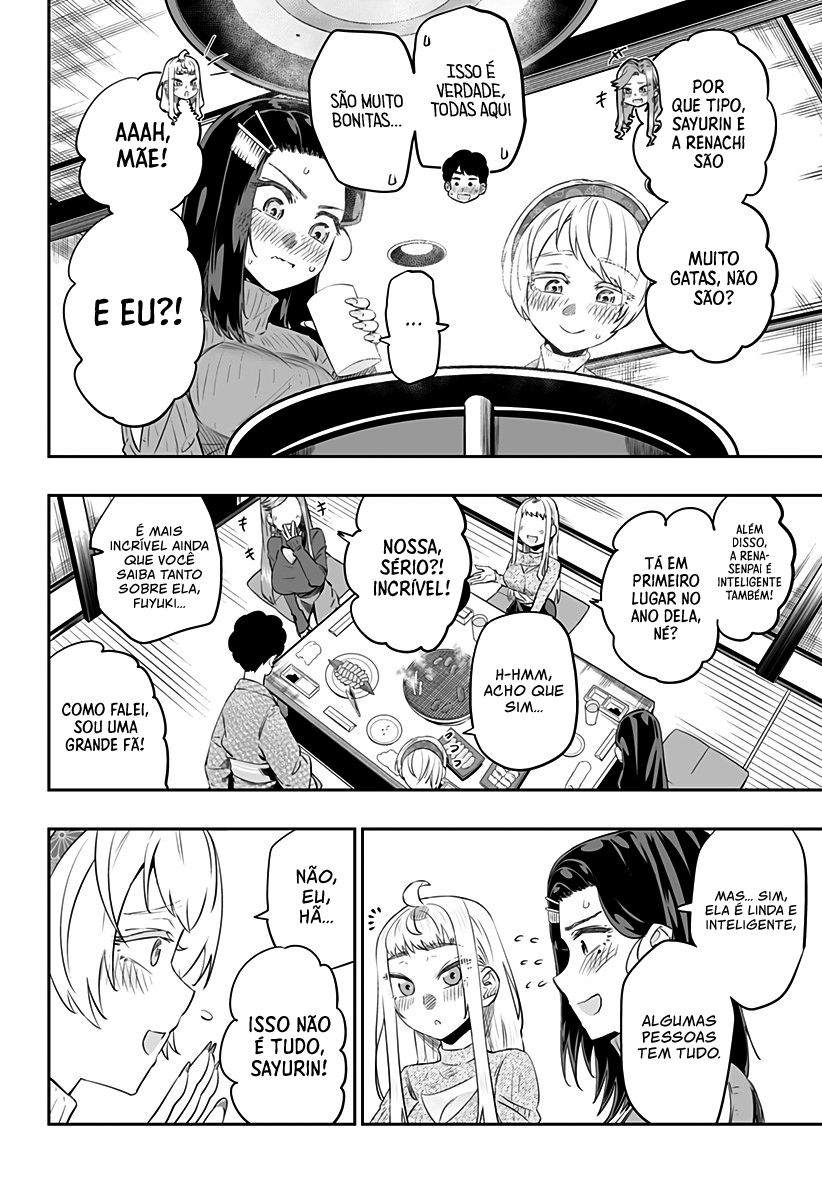 POR
QUE TIPO,
SAYURIN E
A RENACHI
SÃO
MUITO
GATAS, NÃO
SÃO?
ISSO É
VERDADE,
TODAS AQUI
SÃO MUITO
BONITAS...
...
AAAH,
MÃE!
E EU?!
ALÉM
DISSO,
A RENA-
SENPAI É
INTELIGENTE
TAMBÉM!
TÁ EM
PRIMEIRO
LUGAR NO
ANO DELA,
NÉ?
H-HMM,
ACHO QUE
SIM...
NOSSA,
SÉRIO?!
INCRÍVEL!
É MAIS
INCRÍVEL AINDA
QUE VOCÊ
SAIBA TANTO
SOBRE ELA,
FUYUKI...
COMO FALEI,
SOU UMA
GRANDE FÃ!
MAS... SIM,
ELA É LINDA E
INTELIGENTE,
ALGUMAS
PESSOAS
TEM TUDO.
NÃO,
EU,
HÃ...
ISSO NÃO
É TUDO,
SAYURIN!